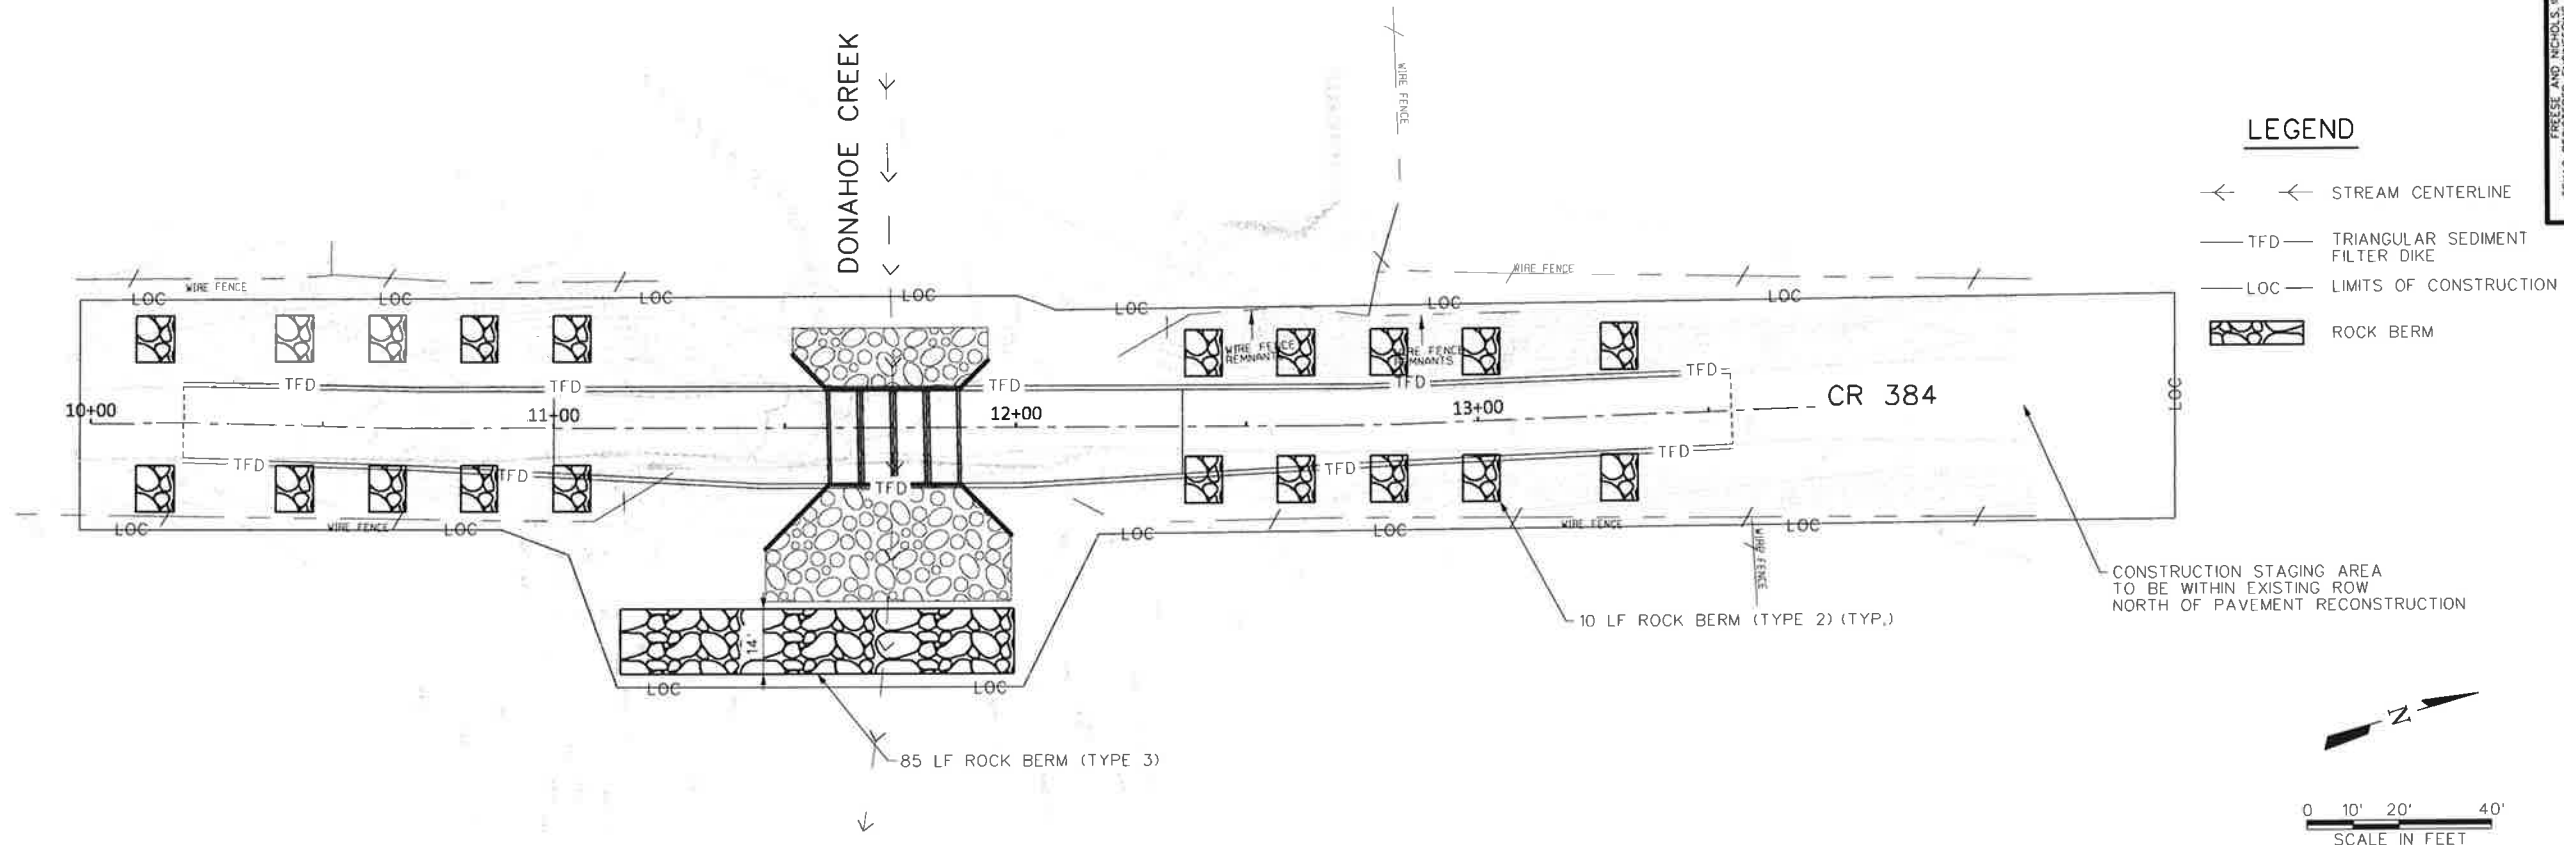 FREESE AND NICHOLS,
DONAHOE CREEK
WIRE FENCE
LEGEND
STREAM CENTERLINE
TFD
TRIANGULAR SEDIMENT
FILTER DIKE
LOC
LIMITS OF CONSTRUCTION
ROCK BERM
WIRE FENCE
WIRE FENCE
LOC
LOC
LOC
LOC
LOC
LOC
LOC
WIRE FENCE
REMNANTS
WIRE FENCE
REMNANTS
TFD
TFD
TFD
TFD
TFD
10+00
11+00
12+00
13+00
CR 384
LOC
TFD
TFD
TFD
TFD
TFD
LOC
WIRE FENCE
LOC
LOC
LOC
WIRE FENCE
LOC
WIRE FENCE
CONSTRUCTION STAGING AREA
TO BE WITHIN EXISTING ROW
NORTH OF PAVEMENT RECONSTRUCTION
10 LF ROCK BERM (TYPE 2) (TYP.)
14'
LOC
LOC
85 LF ROCK BERM (TYPE 3)
N
0 10' 20' 40'
SCALE IN FEET